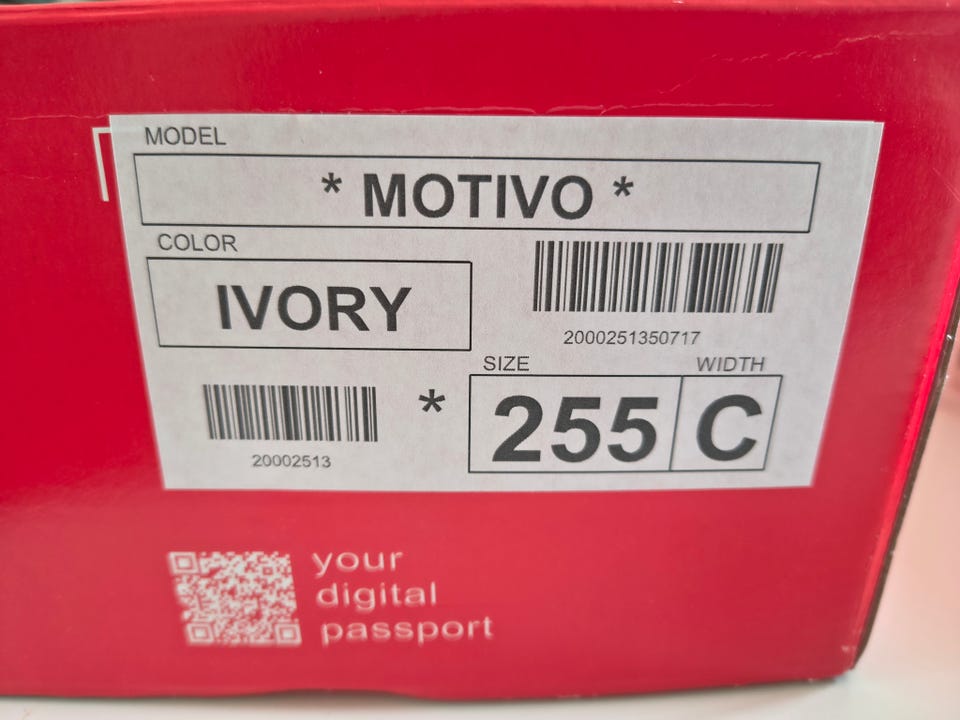 MODEL
* MOTIVO *
COLOR
IVORY
2000251350717
SIZE WIDTH
* 255 C
20002513
your
digital
passport